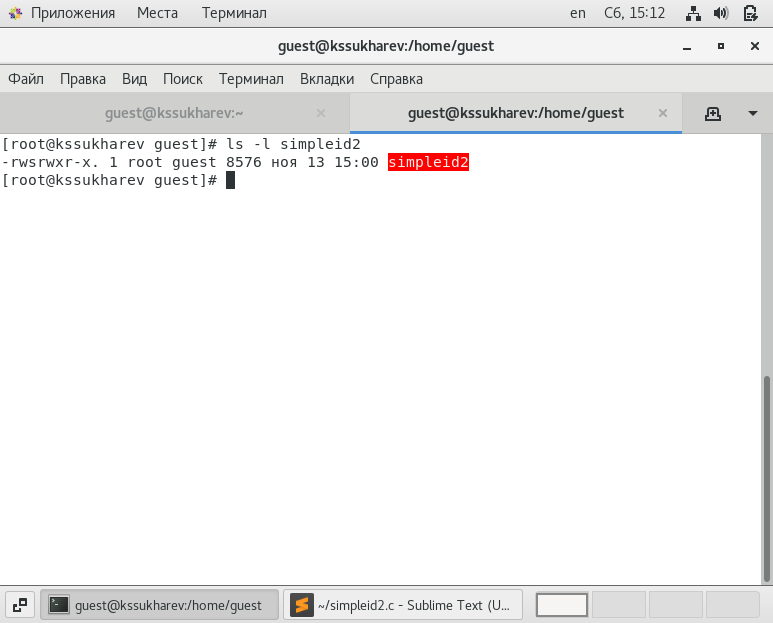 Приложения Места Терминал en Сб, 15:12
guest@kssukharev:/home/guest
Файл Правка Вид Поиск Терминал Вкладки Справка
guest@kssukharev:~ guest@kssukharev:/home/guest
[root@kssukharev guest]# ls -l simpleid2
-rwsrwxr-x. 1 root guest 8576 ноя 13 15:00 simpleid2
[root@kssukharev guest]#
guest@kssukharev:/home/guest ~/simpleid2.c - Sublime Text (U...